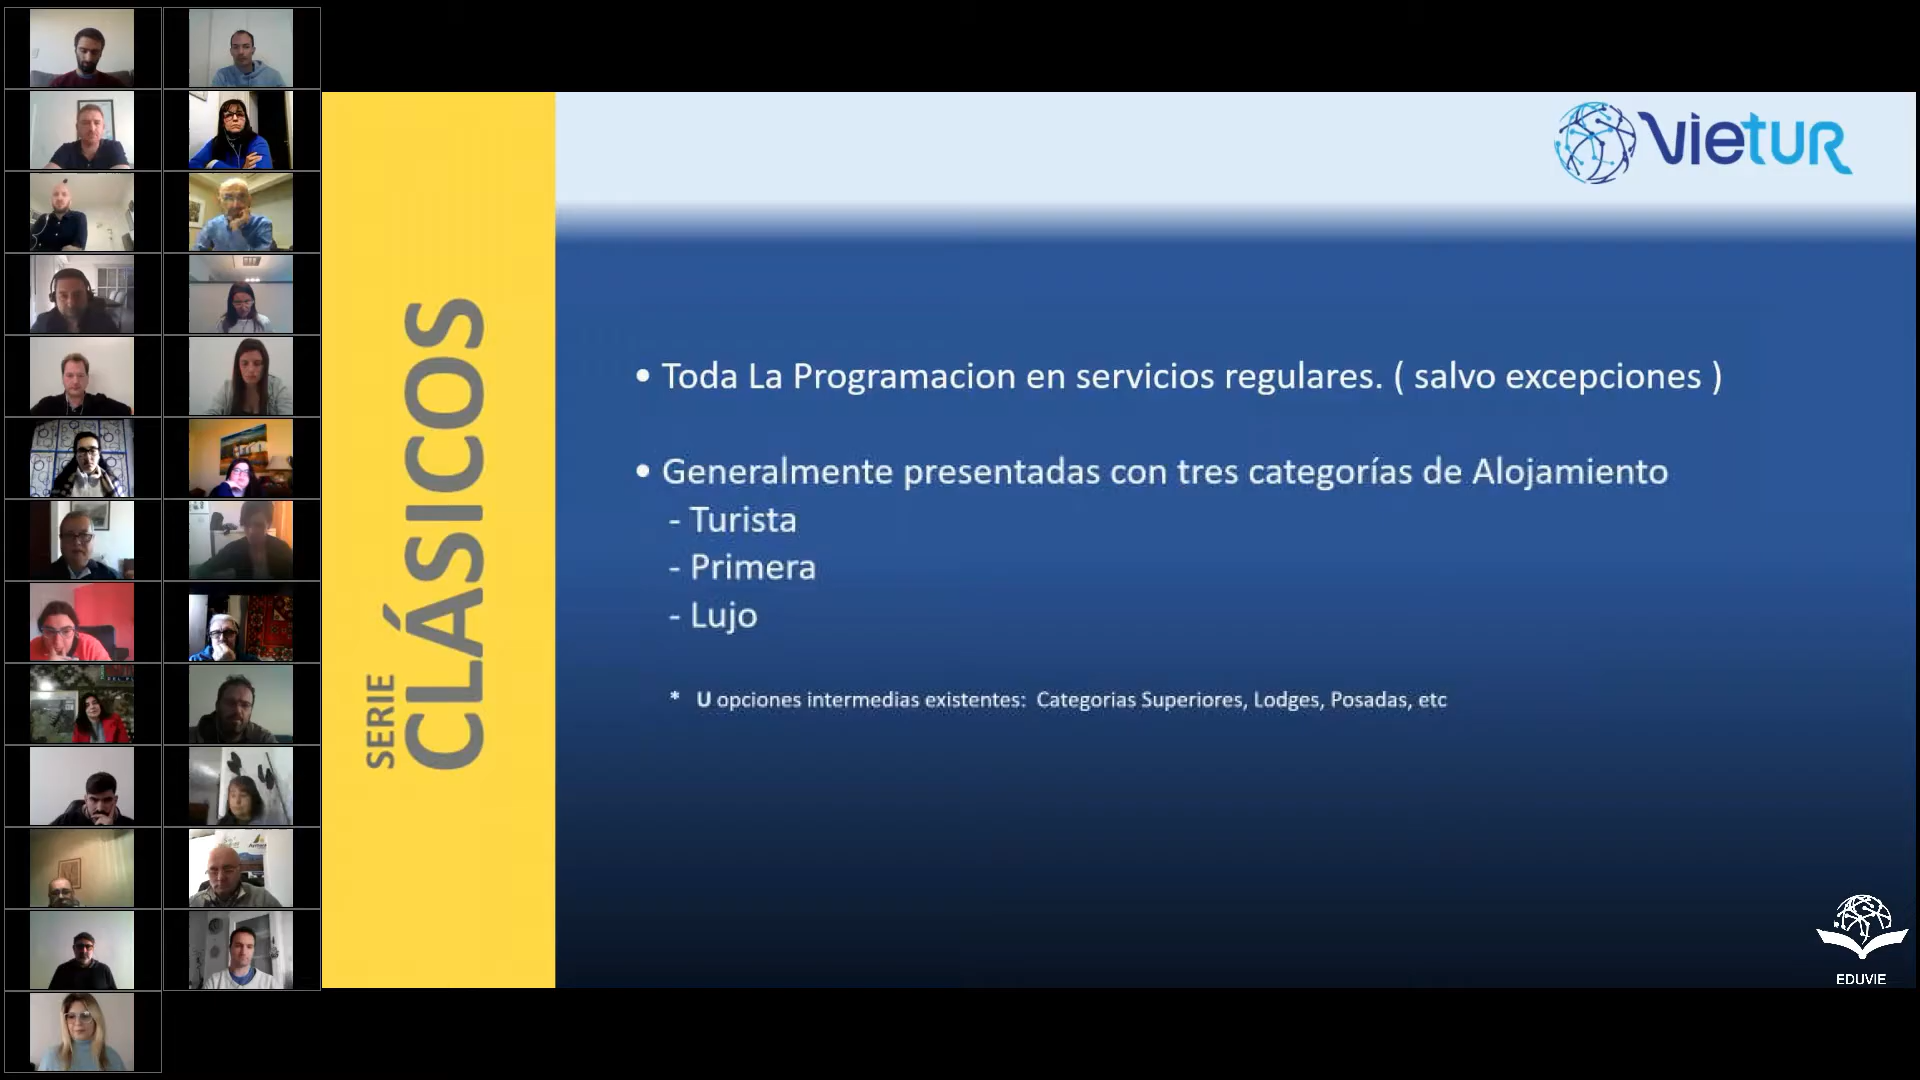 vietur
SERIE
CLÁSICOS
• Toda La Programacion en servicios regulares. ( salvo excepciones )
• Generalmente presentadas con tres categorías de Alojamiento
- Turista
- Primera
- Lujo
* U opciones intermedias existentes: Categorias Superiores, Lodges, Posadas, etc
EDUVIE